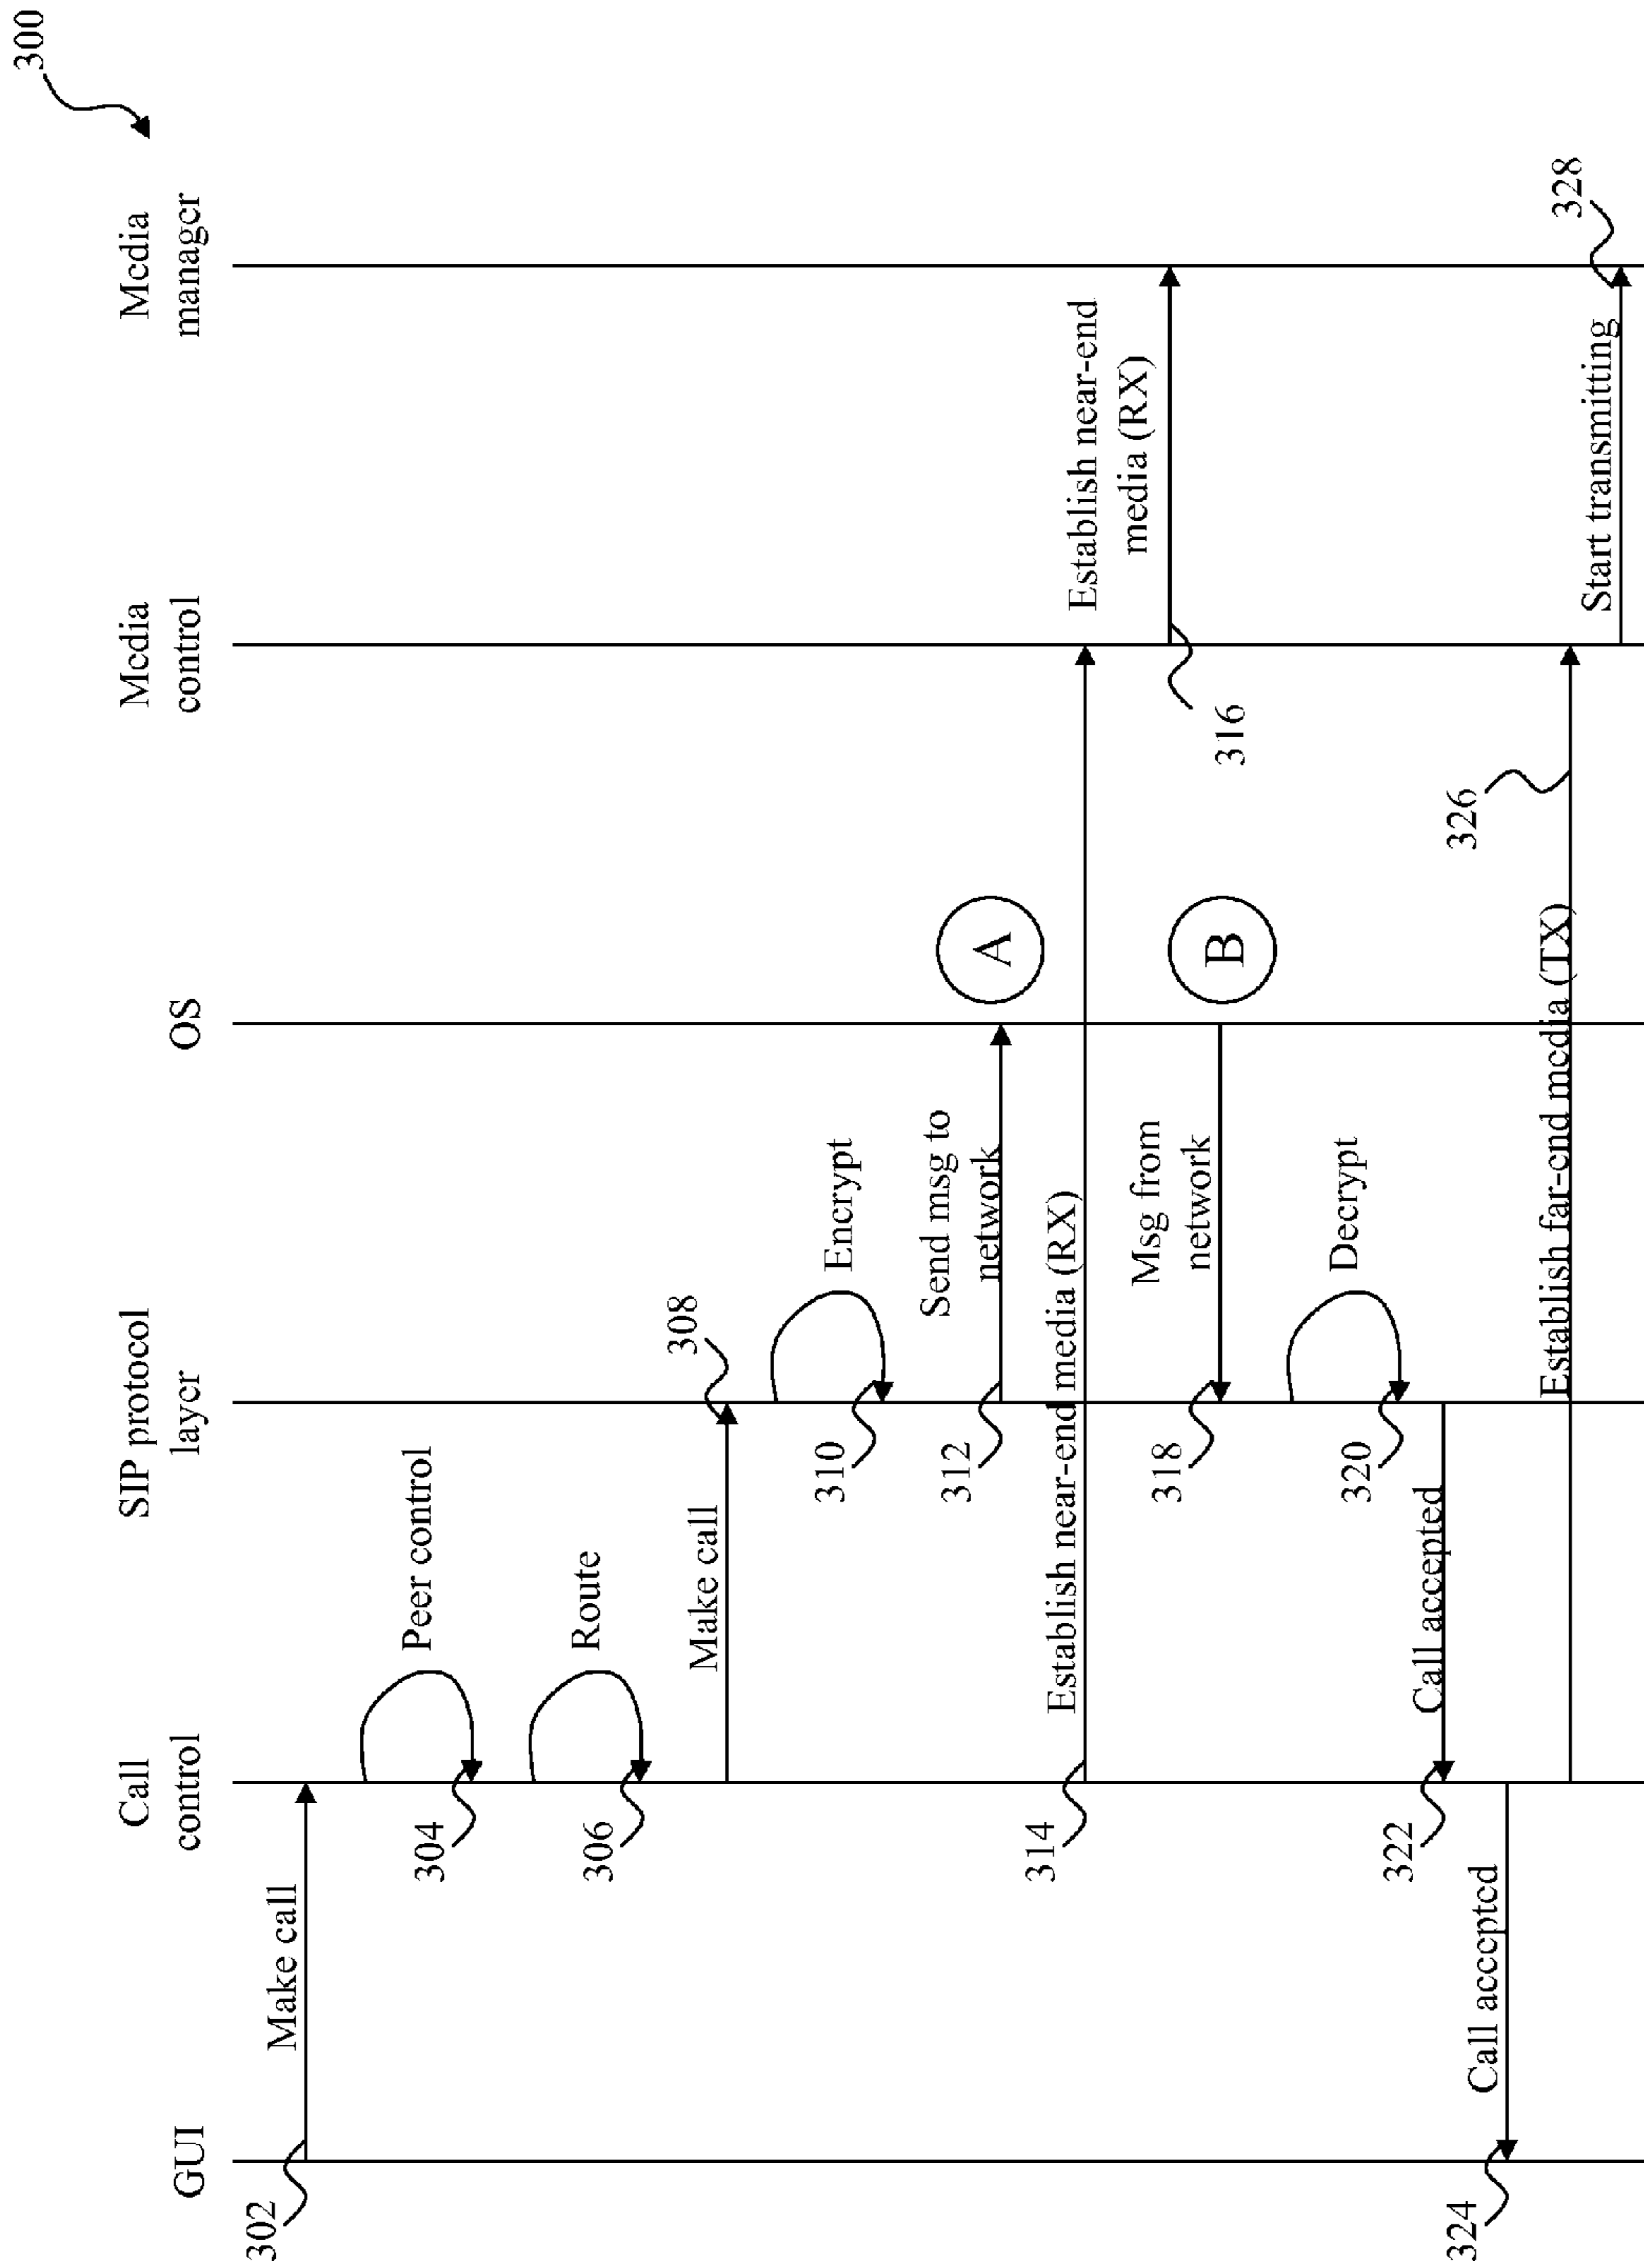 300
GUI
Call
control
SIP protocol
layer
OS
Media
control
Media
manager
302
Make call
304
Peer control
306
Route
Make call
308
310
Encrypt
312
Send msg to
network
A
314
Establish near-end media (RX)
Establish near-end
media (RX)
316
318
Msg from
network
B
320
Decrypt
322
Call accepted
324
Call accepted
Establish far-end media (TX)
326
Start transmitting
328